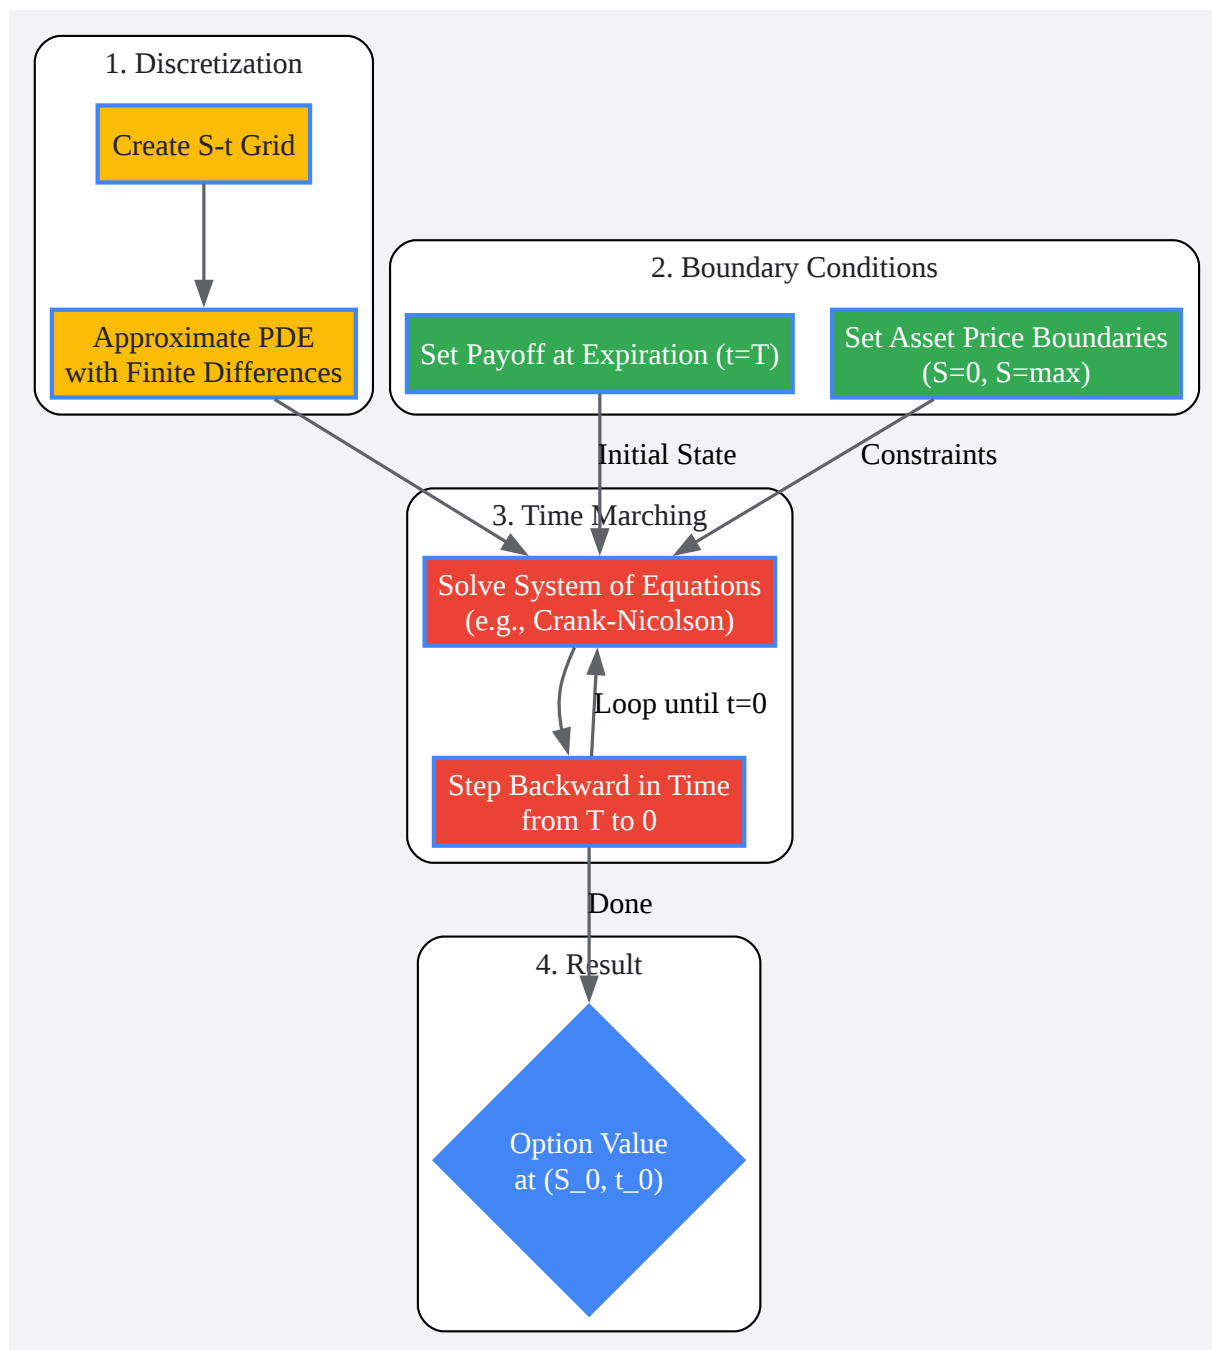 1. Discretization
Create S-t Grid
Approximate PDE
with Finite Differences
2. Boundary Conditions
Set Payoff at Expiration (t=T)
Set Asset Price Boundaries
(S=0, S=max)
Initial State
Constraints
3. Time Marching
Solve System of Equations
(e.g., Crank-Nicolson)
Loop until t=0
Step Backward in Time
from T to 0
Done
4. Result
Option Value
at (S_0, t_0)